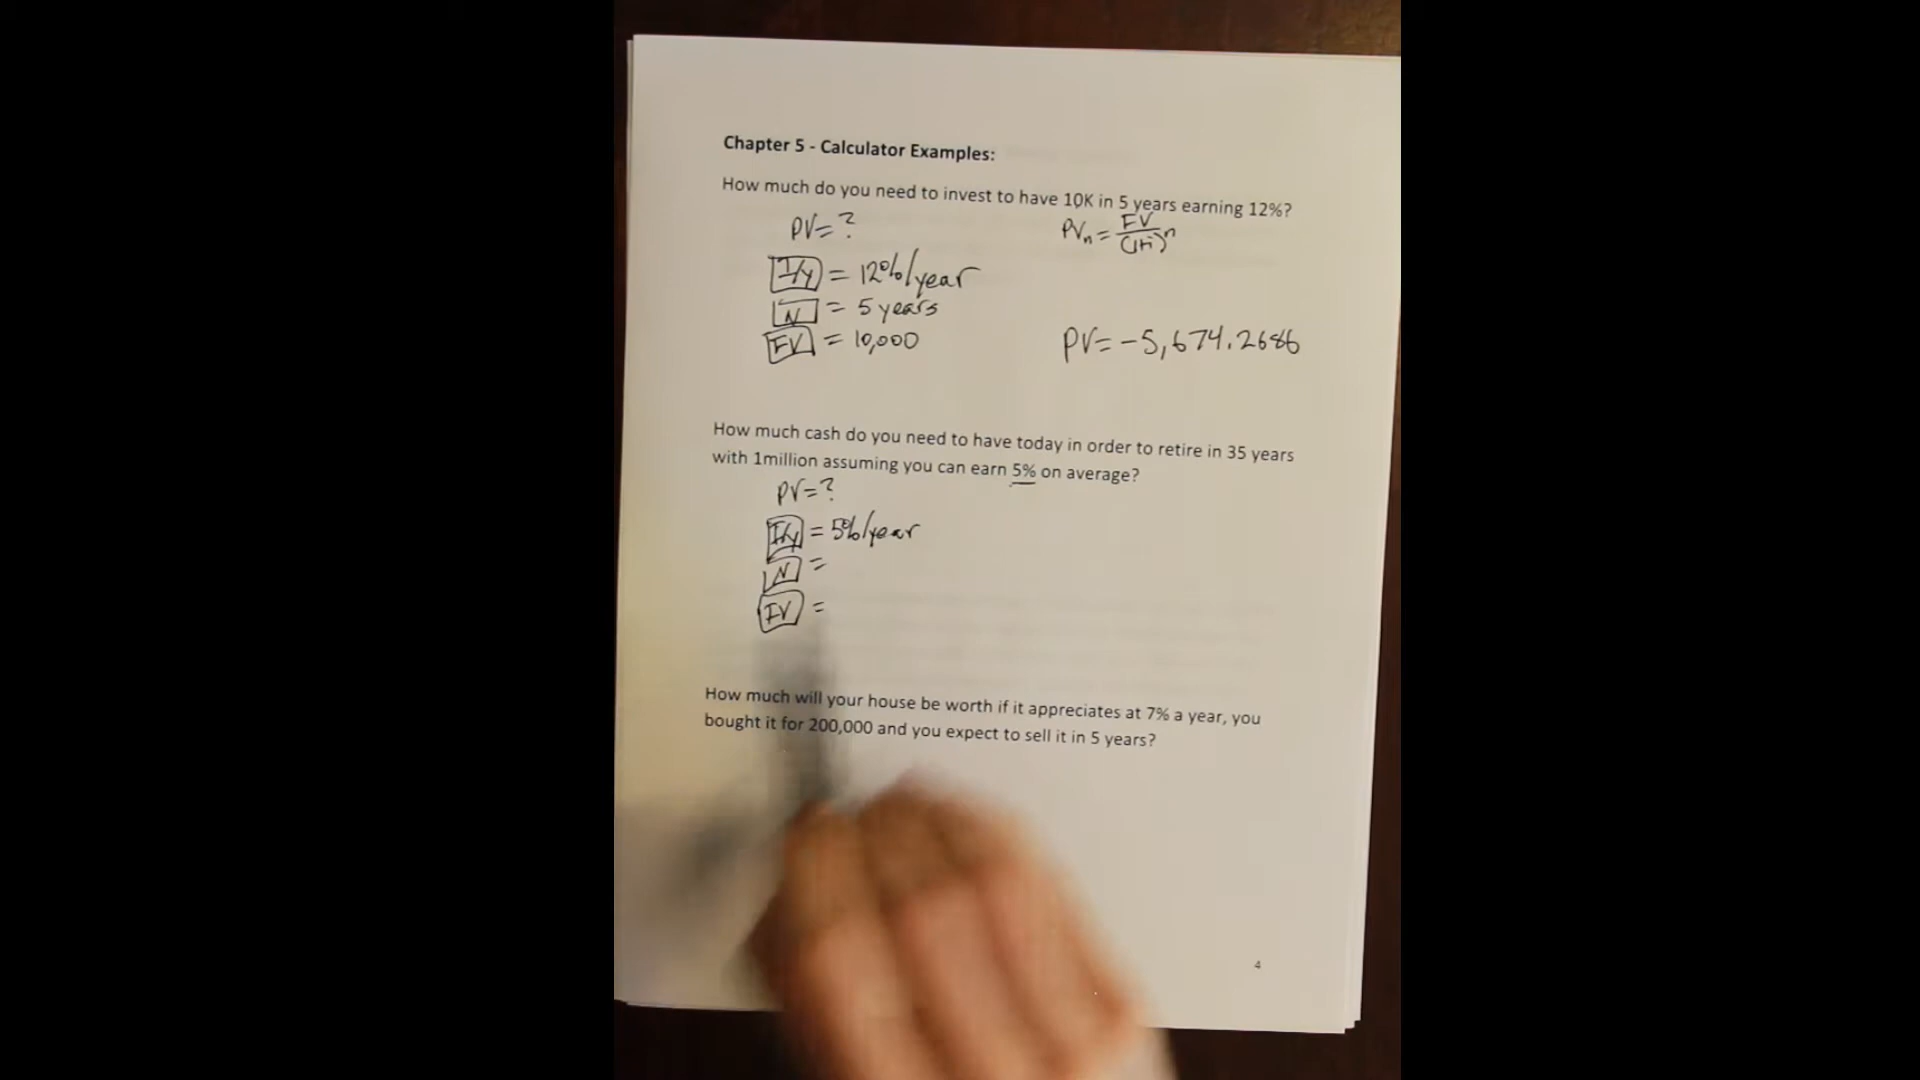 Chapter 5 - Calculator Examples:
How much do you need to invest to have 10K in 5 years earning 12%?
PV=?
PVn = FV/(1+i)^n
I/y = 12%/year
N = 5 years
FV = 10,000
PV= -5,674.2686
How much cash do you need to have today in order to retire in 35 years
with 1million assuming you can earn 5% on average?
PV=?
I/y = 5%/year
N =
FV =
How much will your house be worth if it appreciates at 7% a year, you
bought it for 200,000 and you expect to sell it in 5 years?
4